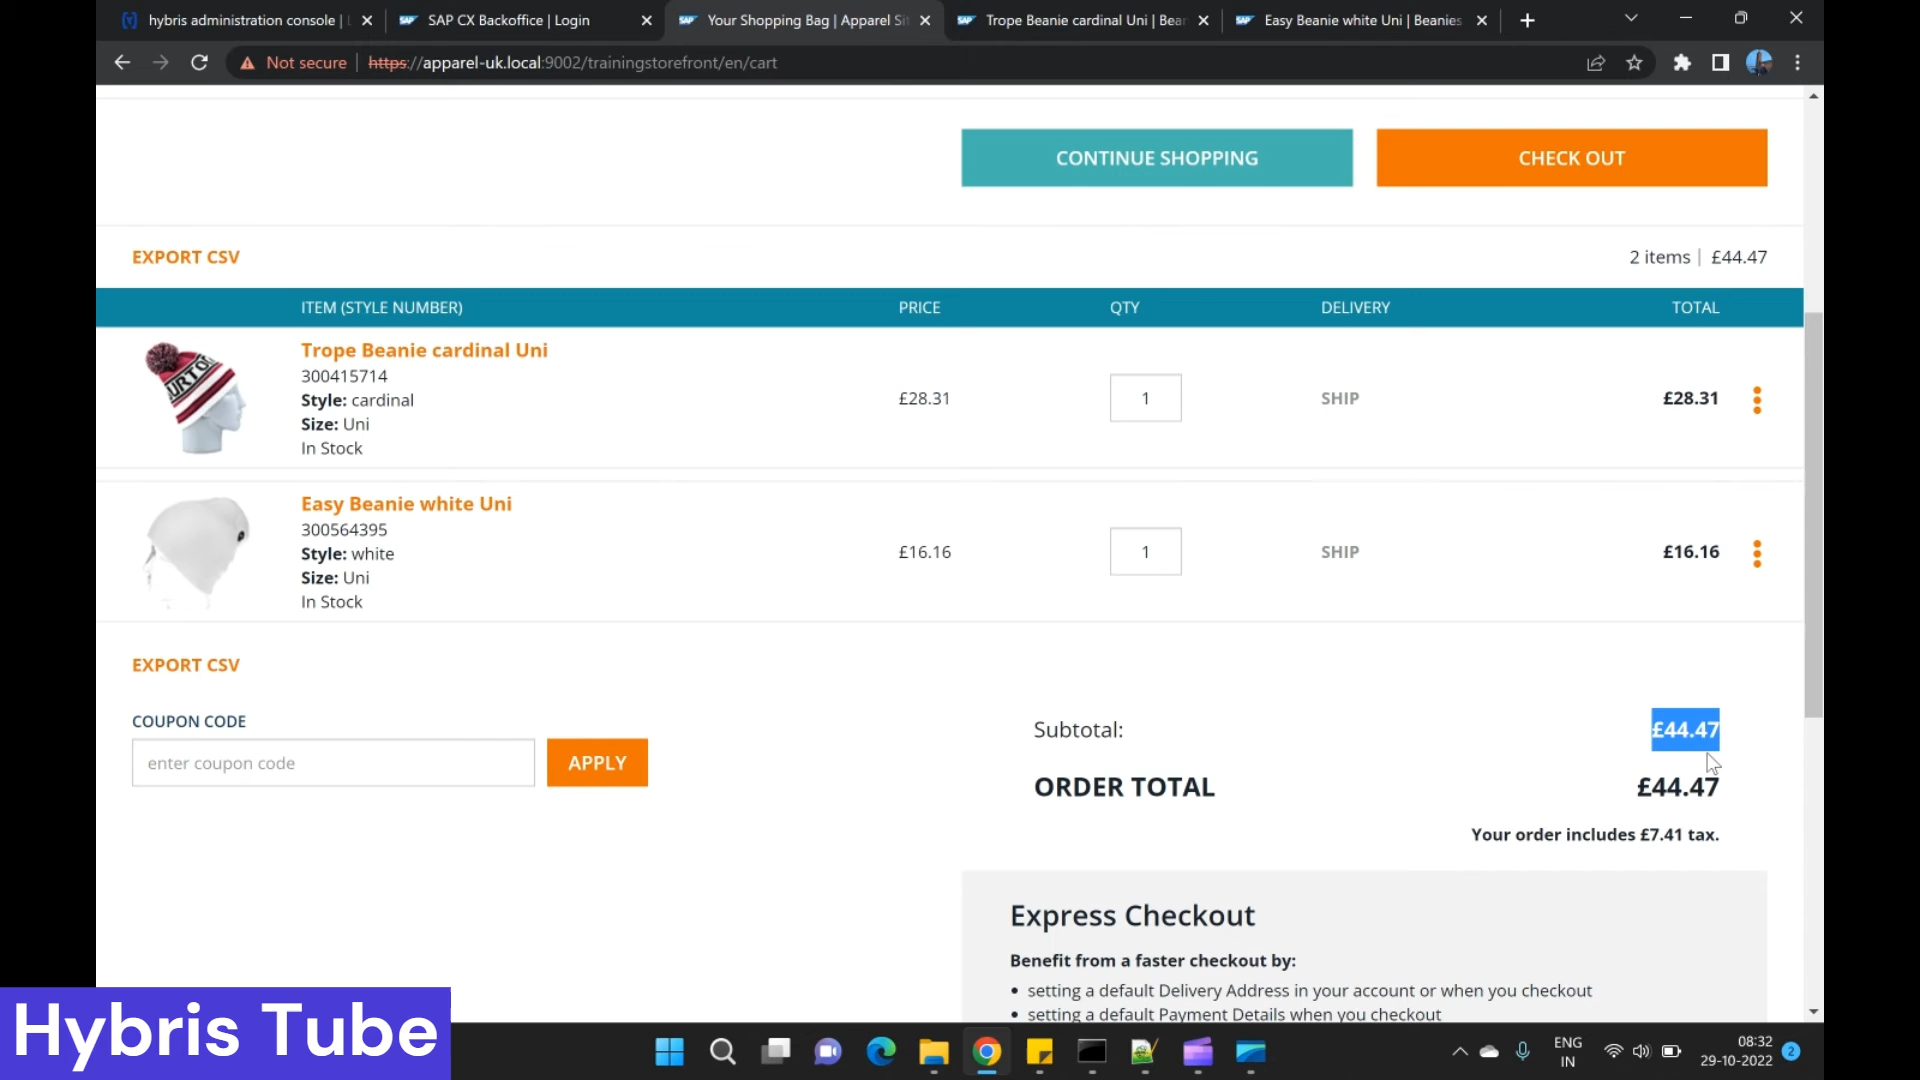 hybris administration console |
SAP CX Backoffice | Login
Your Shopping Bag | Apparel Sit
Trope Beanie cardinal Uni | Bean
Easy Beanie white Uni | Beanies
Not secure
https://apparel-uk.local:9002/trainingstorefront/en/cart
CONTINUE SHOPPING
CHECK OUT
EXPORT CSV
2 items | £44.47
ITEM (STYLE NUMBER) PRICE QTY DELIVERY TOTAL
URTO
Trope Beanie cardinal Uni
300415714
Style: cardinal
Size: Uni
In Stock
£28.31 1 SHIP £28.31
Easy Beanie white Uni
300564395
Style: white
Size: Uni
In Stock
£16.16 1 SHIP £16.16
EXPORT CSV
COUPON CODE
enter coupon code
APPLY
Subtotal: £44.47
ORDER TOTAL £44.47
Your order includes £7.41 tax.
Express Checkout
Benefit from a faster checkout by:
• setting a default Delivery Address in your account or when you checkout
• setting a default Payment Details when you checkout
Hybris Tube
ENG
IN
08:32
29-10-2022
2